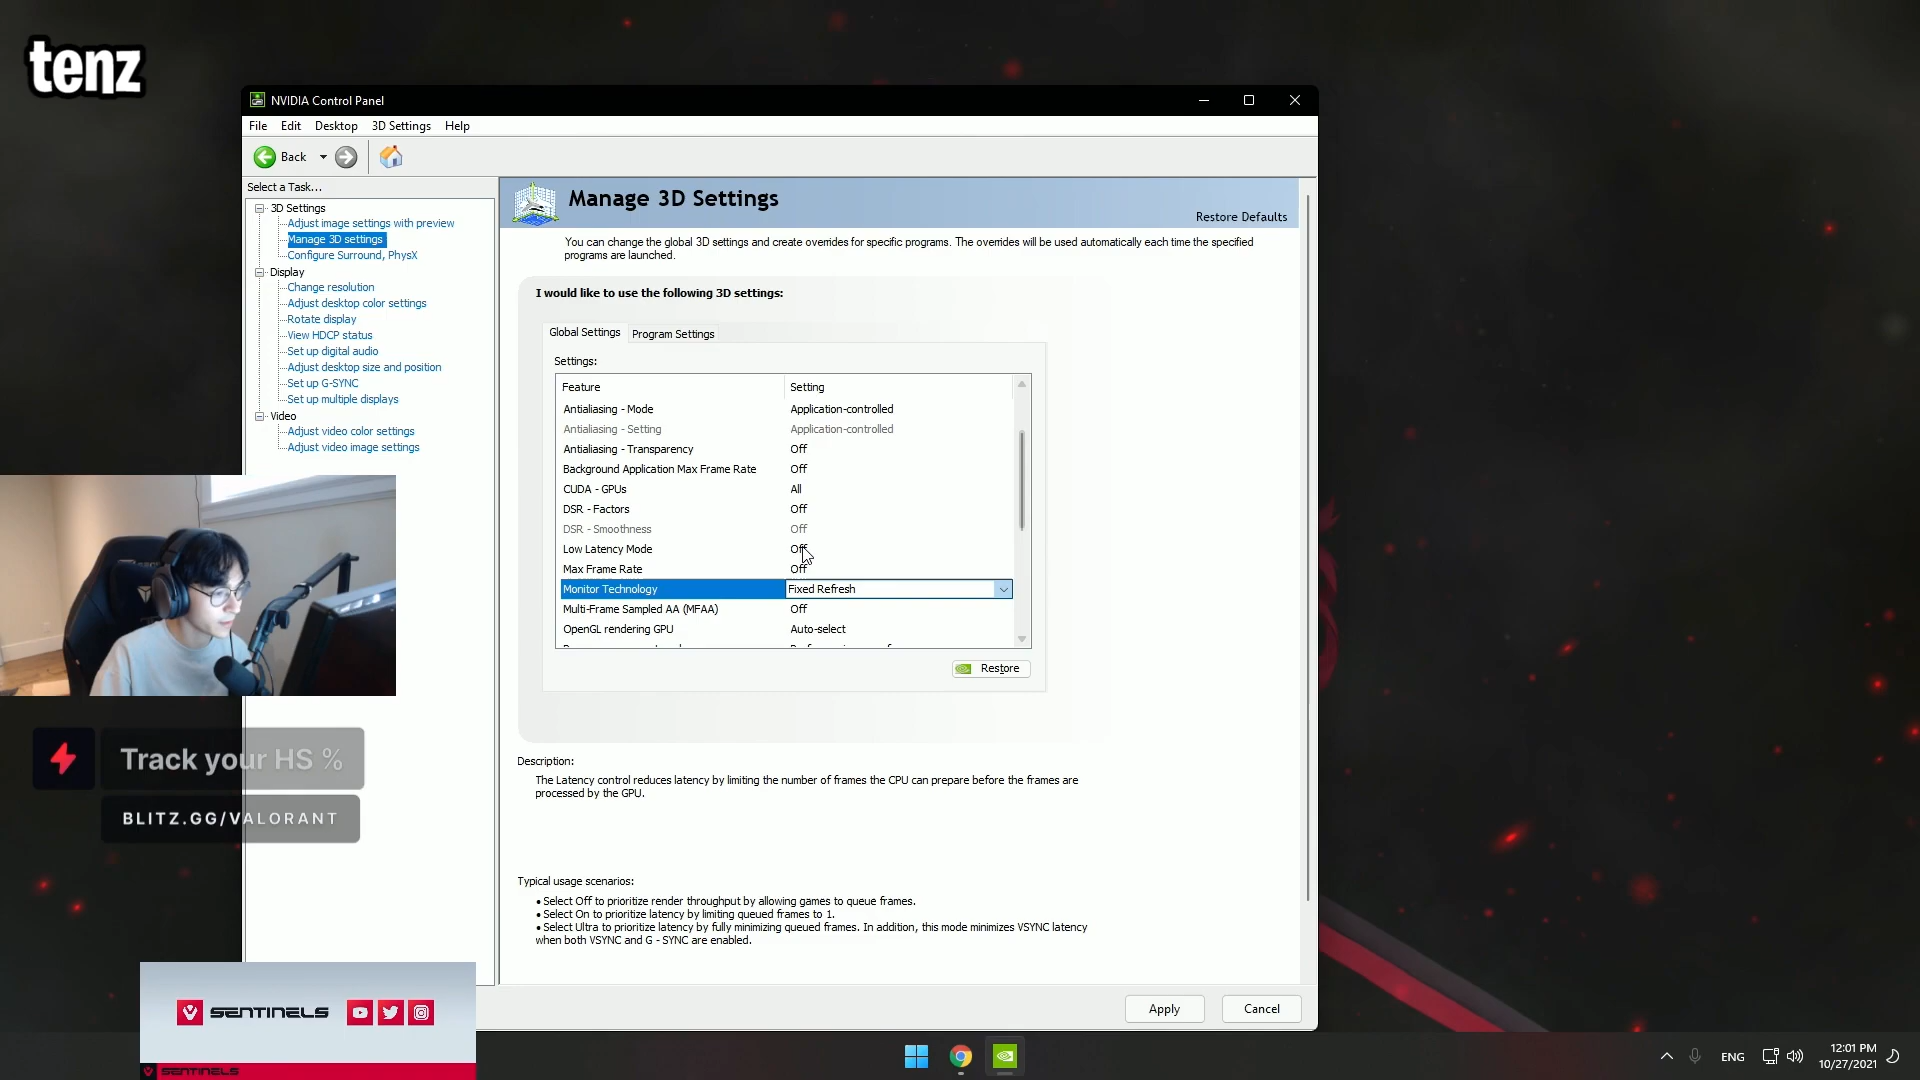 tenz
NVIDIA Control Panel
File Edit Desktop 3D Settings Help
Back
Select a Task...
3D Settings
Adjust image settings with preview
Manage 3D settings
Configure Surround, PhysX
Display
Change resolution
Adjust desktop color settings
Rotate display
View HDCP status
Set up digital audio
Adjust desktop size and position
Set up G-SYNC
Set up multiple displays
Video
Adjust video color settings
Adjust video image settings
Manage 3D Settings
Restore Defaults
You can change the global 3D settings and create overrides for specific programs. The overrides will be used automatically each time the specified
programs are launched.
I would like to use the following 3D settings:
Global Settings Program Settings
Settings:
Feature Setting
Antialiasing - Mode Application-controlled
Antialiasing - Setting Application-controlled
Antialiasing - Transparency Off
Background Application Max Frame Rate Off
CUDA - GPUs All
DSR - Factors Off
DSR - Smoothness Off
Low Latency Mode Off
Max Frame Rate Off
Monitor Technology Fixed Refresh
Multi-Frame Sampled AA (MFAA) Off
OpenGL rendering GPU Auto-select
Restore
Description:
The Latency control reduces latency by limiting the number of frames the CPU can prepare before the frames are
processed by the GPU.
Typical usage scenarios:
• Select Off to prioritize render throughput by allowing games to queue frames.
• Select On to prioritize latency by limiting queued frames to 1.
• Select Ultra to prioritize latency by fully minimizing queued frames. In addition, this mode minimizes VSYNC latency
when both VSYNC and G - SYNC are enabled.
Apply Cancel
Track your HS %
BLITZ.GG/VALORANT
SENTINELS
SENTINELS
ENG
12:01 PM
10/27/2021